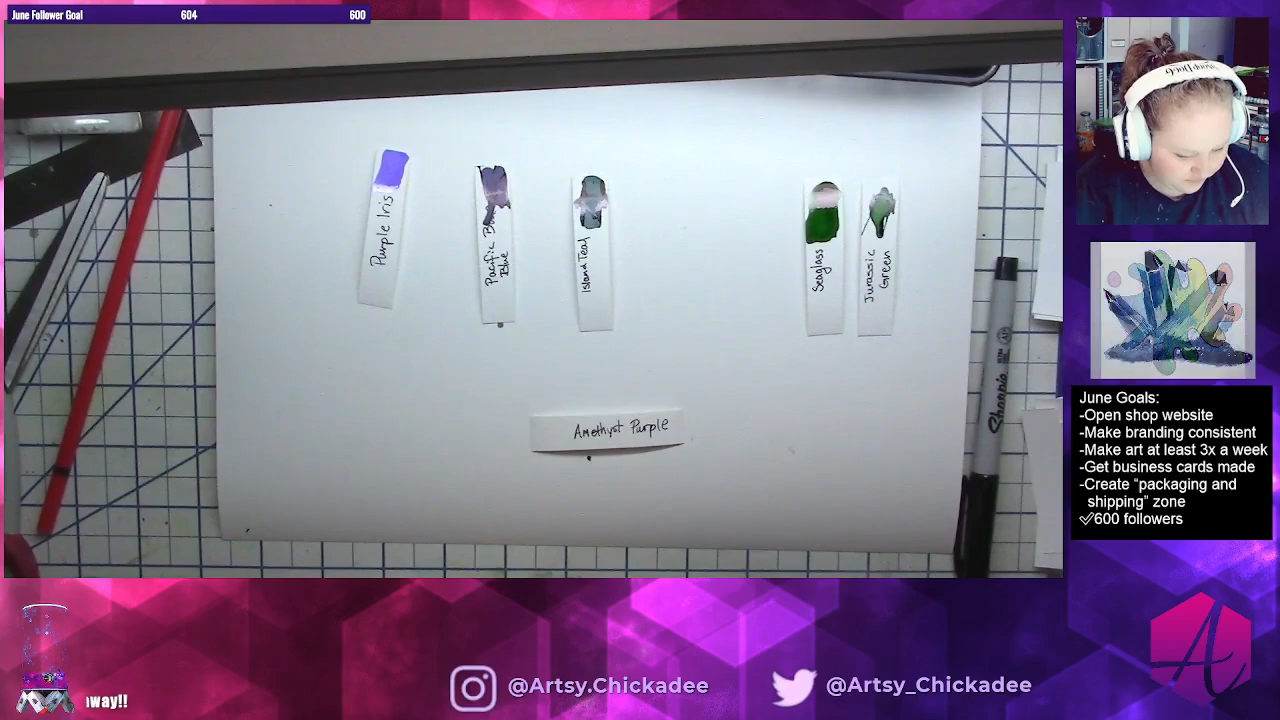 June Follower Goal 604 600
Purple Iris
Pacific
Blue
Island Teal
Seaglass
Jurassic
Green
Amethyst Purple
Sharpie
June Goals:
-Open shop website
-Make branding consistent
-Make art at least 3x a week
-Get business cards made
-Create "packaging and
shipping" zone
✓600 followers
way!!
@Artsy.Chickadee
@Artsy_Chickadee